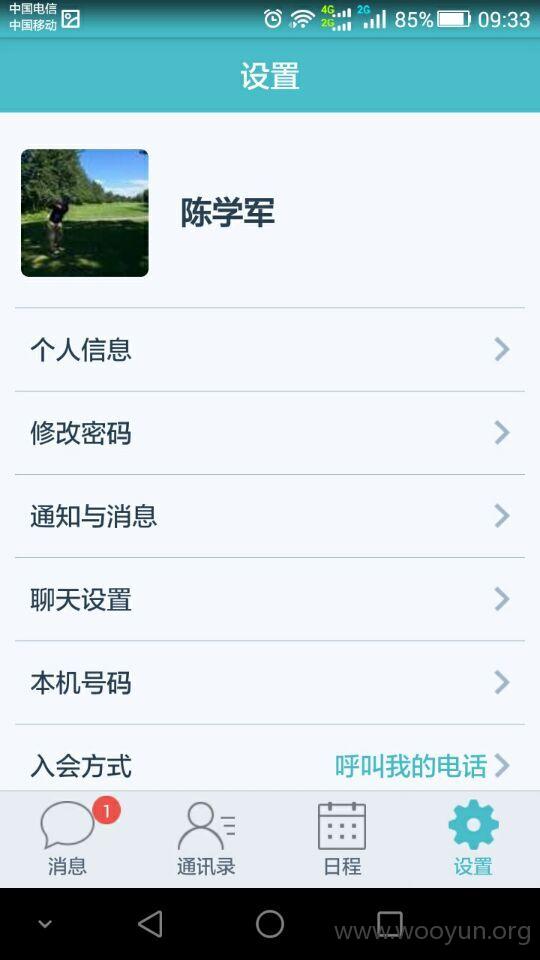 中国电信
中国移动
4G
2G
2G
85%
09:33
设置
陈学军
个人信息
修改密码
通知与消息
聊天设置
本机号码
入会方式 呼叫我的电话
1
消息 通讯录 日程 设置
www.wooyun.org